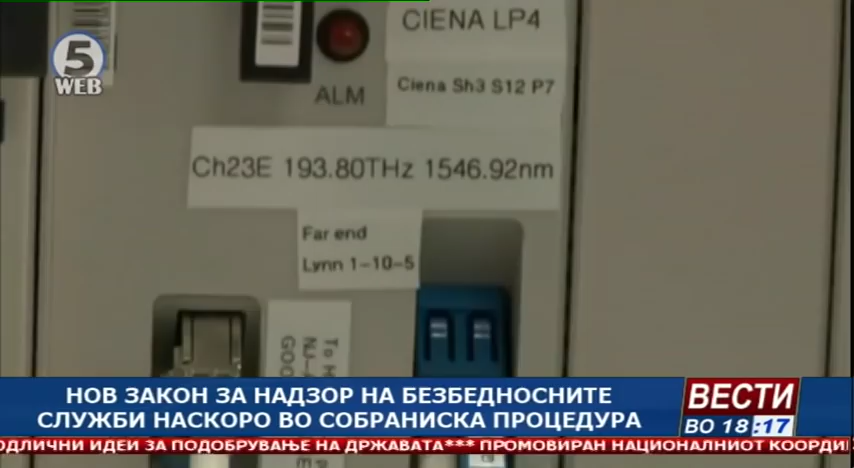 CIENA LP4
5
WEB
ALM
Ciena Sh3 S12 P7
Ch23E 193.80THz 1546.92nm
Far end
Lynn 1-10-5
НОВ ЗАКОН ЗА НАДЗОР НА БЕЗБЕДНОСНИТЕ
СЛУЖБИ НАСКОРО ВО СОБРАНИСКА ПРОЦЕДУРА
ВЕСТИ
ВО 18:17
ИДЕИ ЗА ПОДОБРУВАЊЕ НА ДРЖАВАТА*** ПРОМОВИРАН НАЦИОНАЛНИОТ